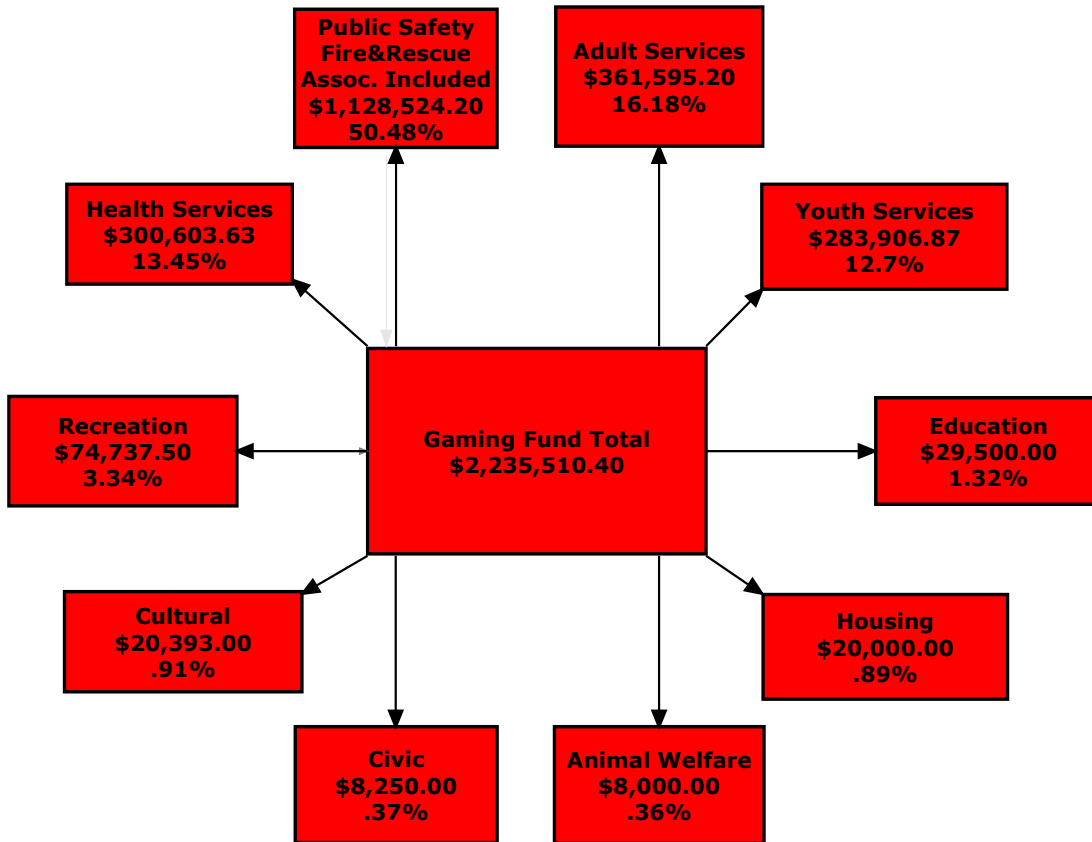 Public Safety
Fire&Rescue
Assoc. Included
$1,128,524.20
50.48%
Adult Services
$361,595.20
16.18%
Health Services
$300,603.63
13.45%
Youth Services
$283,906.87
12.7%
Recreation
$74,737.50
3.34%
Gaming Fund Total
$2,235,510.40
Education
$29,500.00
1.32%
Cultural
$20,393.00
.91%
Housing
$20,000.00
.89%
Civic
$8,250.00
.37%
Animal Welfare
$8,000.00
.36%